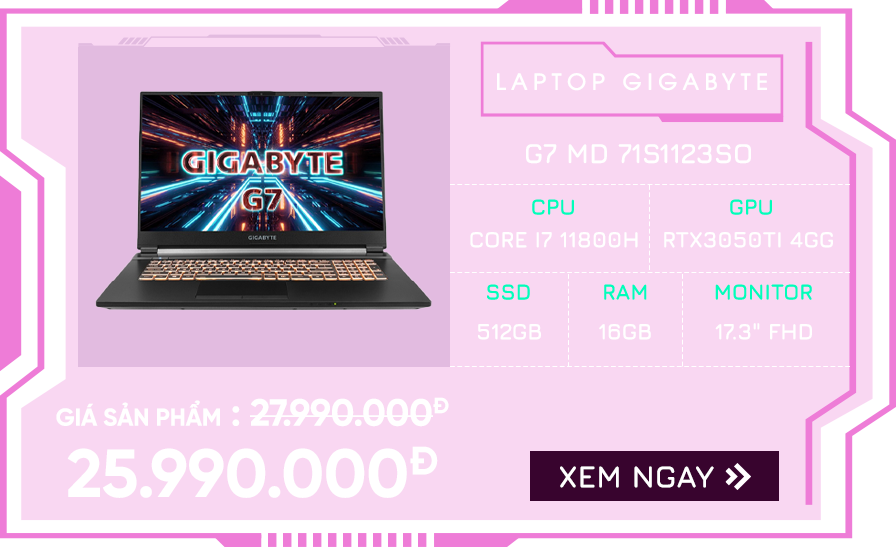 LAPTOP GIGABYTE
G7 MD 71S1123SO
GIGABYTE
G7
GIGABYTE
CPU
GPU
CORE I7 11800H
RTX3050TI 4GG
SSD
RAM
MONITOR
512GB
16GB
17.3" FHD
GIÁ SẢN PHẨM : 27.990.000Đ
25.990.000Đ
XEM NGAY